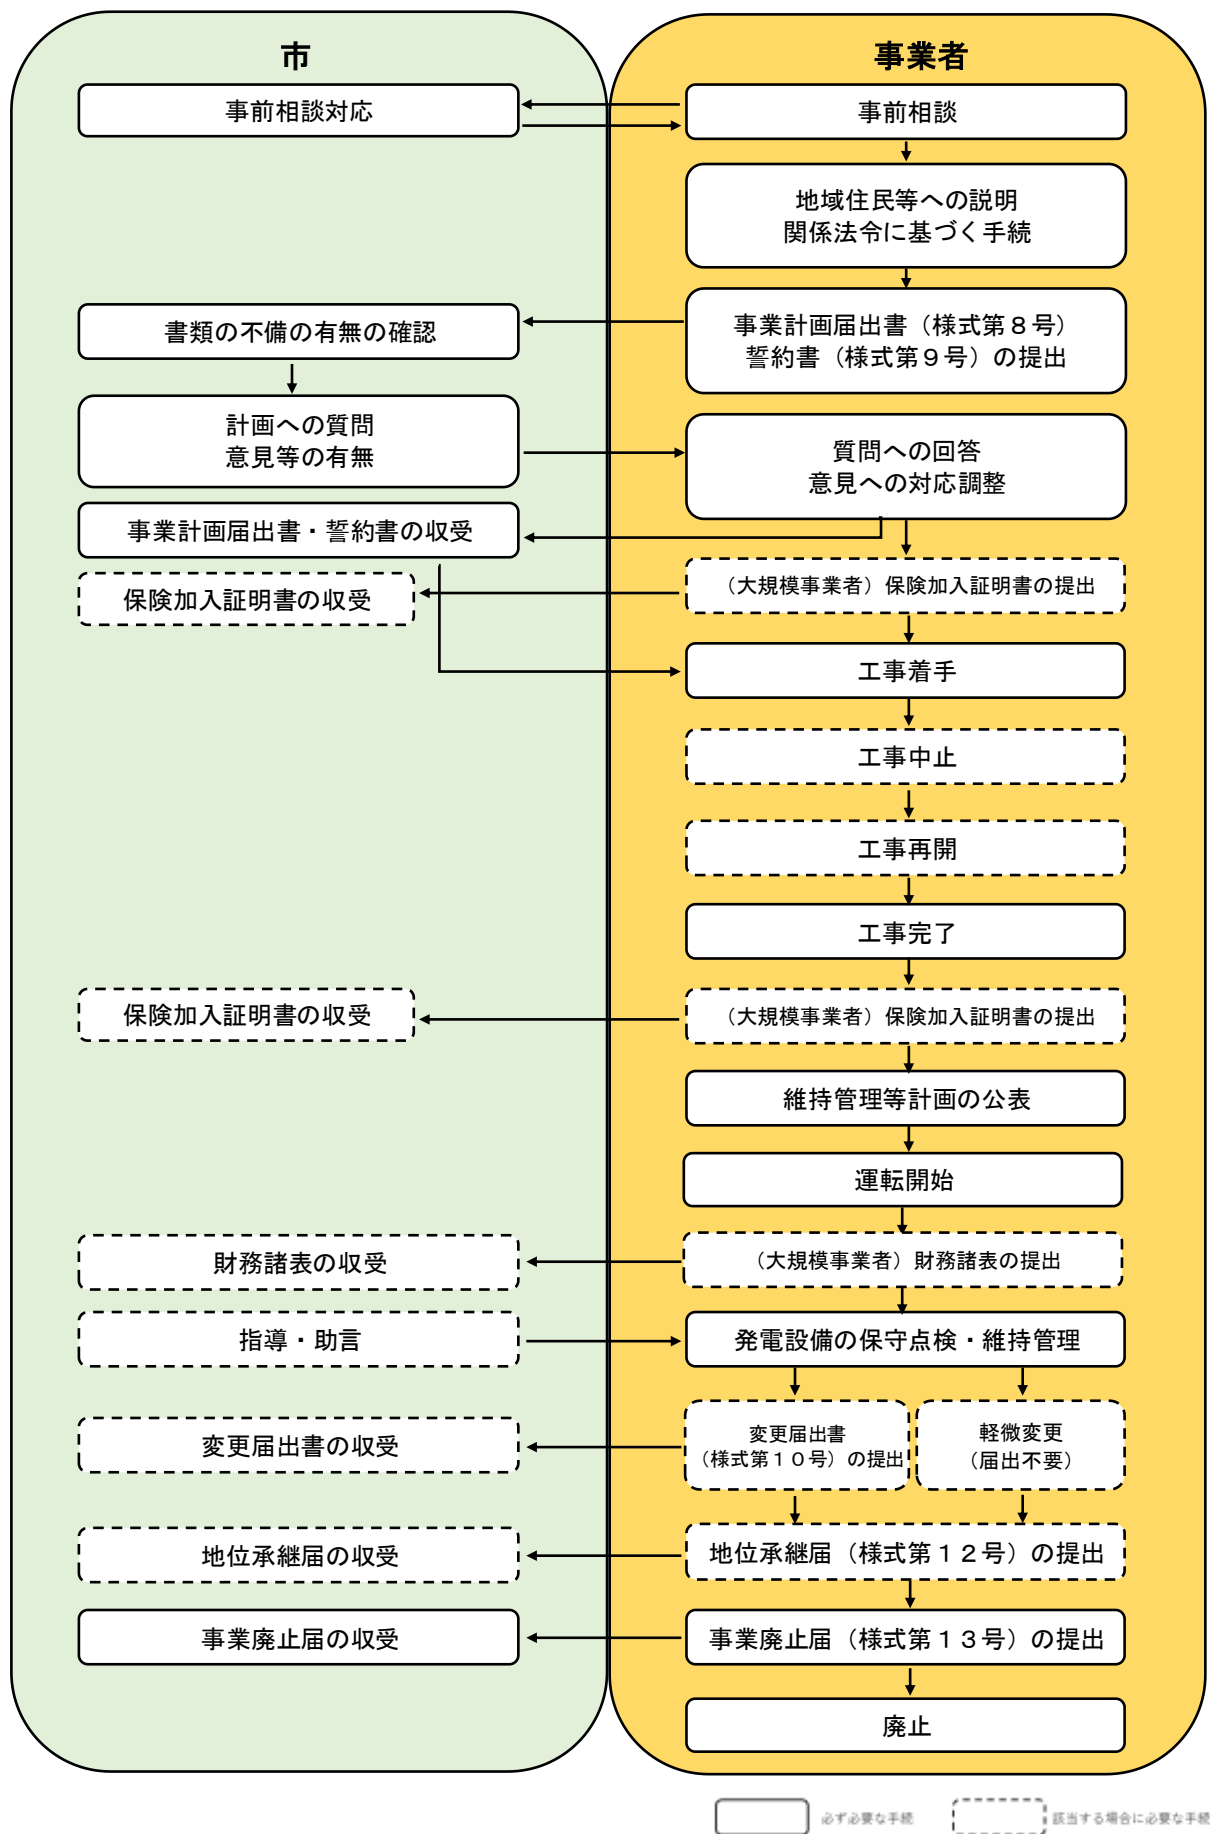 市
事業者
事前相談対応
事前相談
地域住民等への説明
関係法令に基づく手続
書類の不備の有無の確認
事業計画届出書（様式第８号）
誓約書（様式第９号）の提出
計画への質問
意見等の有無
質問への回答
意見への対応調整
事業計画届出書・誓約書の収受
保険加入証明書の収受
（大規模事業者）保険加入証明書の提出
工事着手
工事中止
工事再開
工事完了
保険加入証明書の収受
（大規模事業者）保険加入証明書の提出
維持管理等計画の公表
運転開始
財務諸表の収受
（大規模事業者）財務諸表の提出
指導・助言
発電設備の保守点検・維持管理
変更届出書の収受
変更届出書
（様式第１０号）の提出
軽微変更
（届出不要）
地位承継届の収受
地位承継届（様式第１２号）の提出
事業廃止届の収受
事業廃止届（様式第１３号）の提出
廃止
必ず必要な手続
該当する場合に必要な手続